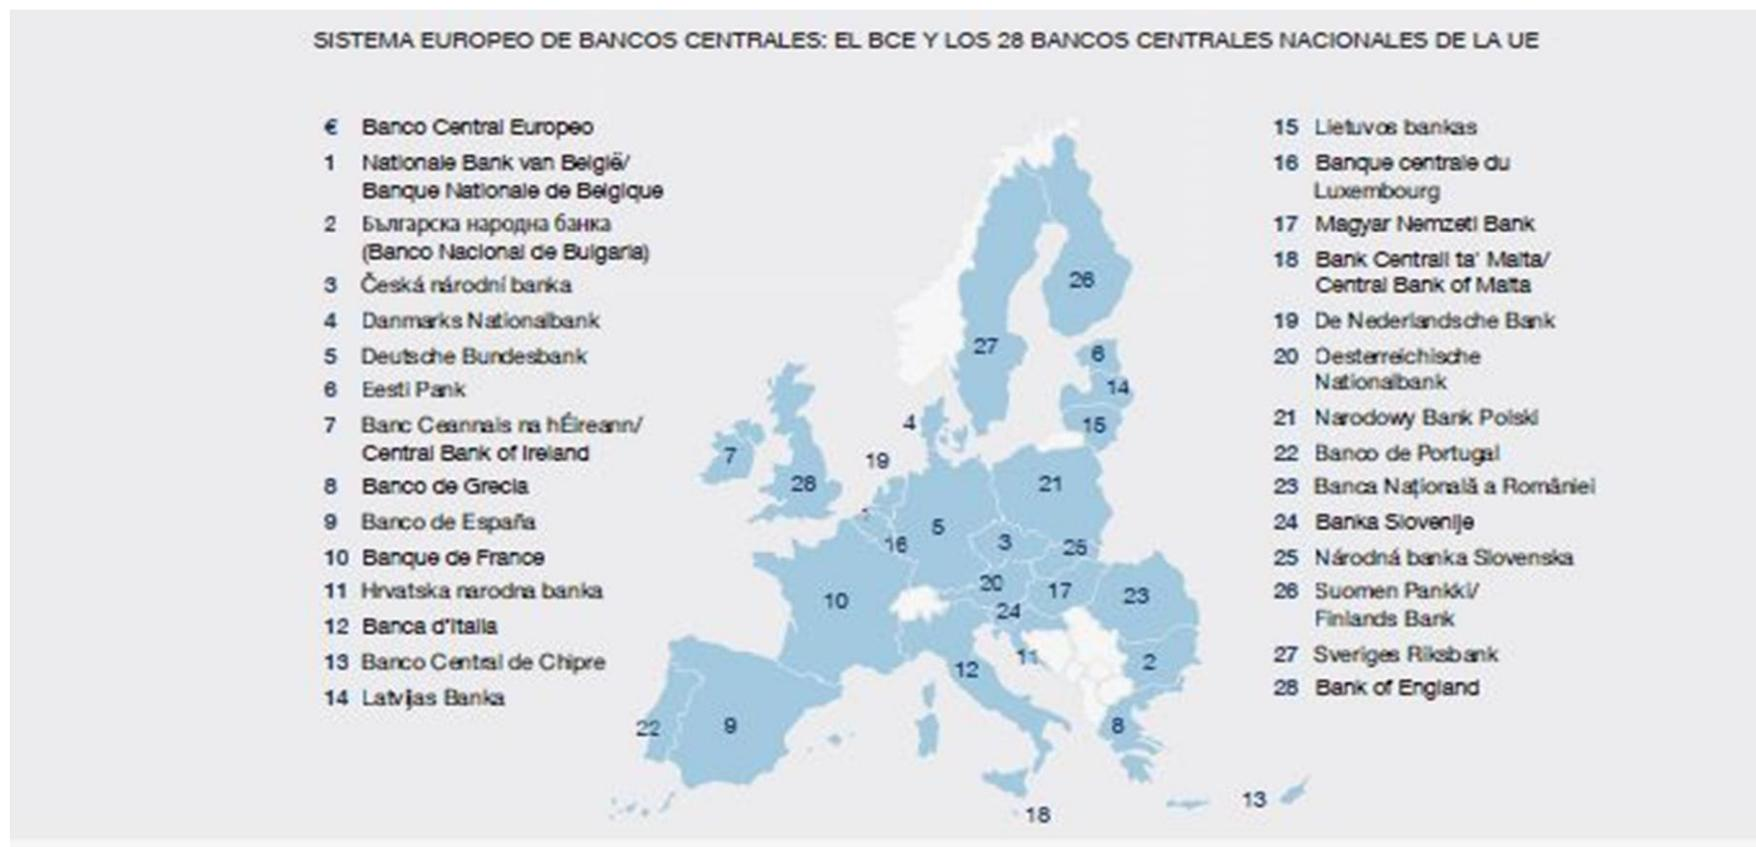 SISTEMA EUROPEO DE BANCOS CENTRALES: EL BCE Y LOS 28 BANCOS CENTRALES NACIONALES DE LA UE
€ Banco Central Europeo
1 Nationale Bank van België/
Banque Nationale de Belgique
2 Българска народна банка
(Banco Nacional de Bulgaria)
3 Česká národní banka
4 Danmarks Nationalbank
5 Deutsche Bundesbank
6 Eesti Pank
7 Banc Ceannais na hÉireann/
Central Bank of Ireland
8 Banco de Grecia
9 Banco de España
10 Banque de France
11 Hrvatska narodna banka
12 Banca d'Italia
13 Banco Central de Chipre
14 Latvijas Banka
15 Lietuvos bankas
16 Banque centrale du
Luxembourg
17 Magyar Nemzeti Bank
18 Bank Ċentrali ta' Malta/
Central Bank of Malta
19 De Nederlandsche Bank
20 Oesterreichische
Nationalbank
21 Narodowy Bank Polski
22 Banco de Portugal
23 Banca Naţională a României
24 Banka Slovenije
25 Národná banka Slovenska
26 Suomen Pankki/
Finlands Bank
27 Sveriges Riksbank
28 Bank of England
26
27
6
14
4
15
7
19
28
21
1
5
16
3
25
20
17
10
23
24
11
2
12
22
9
8
13
18